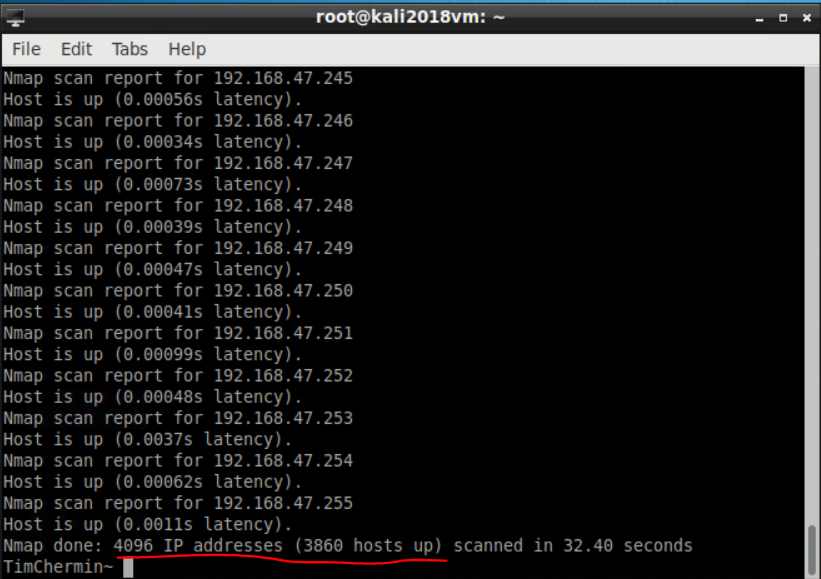 root@kali2018vm: ~
File Edit Tabs Help
Nmap scan report for 192.168.47.245
Host is up (0.00056s latency).
Nmap scan report for 192.168.47.246
Host is up (0.00034s latency).
Nmap scan report for 192.168.47.247
Host is up (0.00073s latency).
Nmap scan report for 192.168.47.248
Host is up (0.00039s latency).
Nmap scan report for 192.168.47.249
Host is up (0.00047s latency).
Nmap scan report for 192.168.47.250
Host is up (0.00041s latency).
Nmap scan report for 192.168.47.251
Host is up (0.00099s latency).
Nmap scan report for 192.168.47.252
Host is up (0.00048s latency).
Nmap scan report for 192.168.47.253
Host is up (0.0037s latency).
Nmap scan report for 192.168.47.254
Host is up (0.00062s latency).
Nmap scan report for 192.168.47.255
Host is up (0.0011s latency).
Nmap done: 4096 IP addresses (3860 hosts up) scanned in 32.40 seconds
TimChermin~